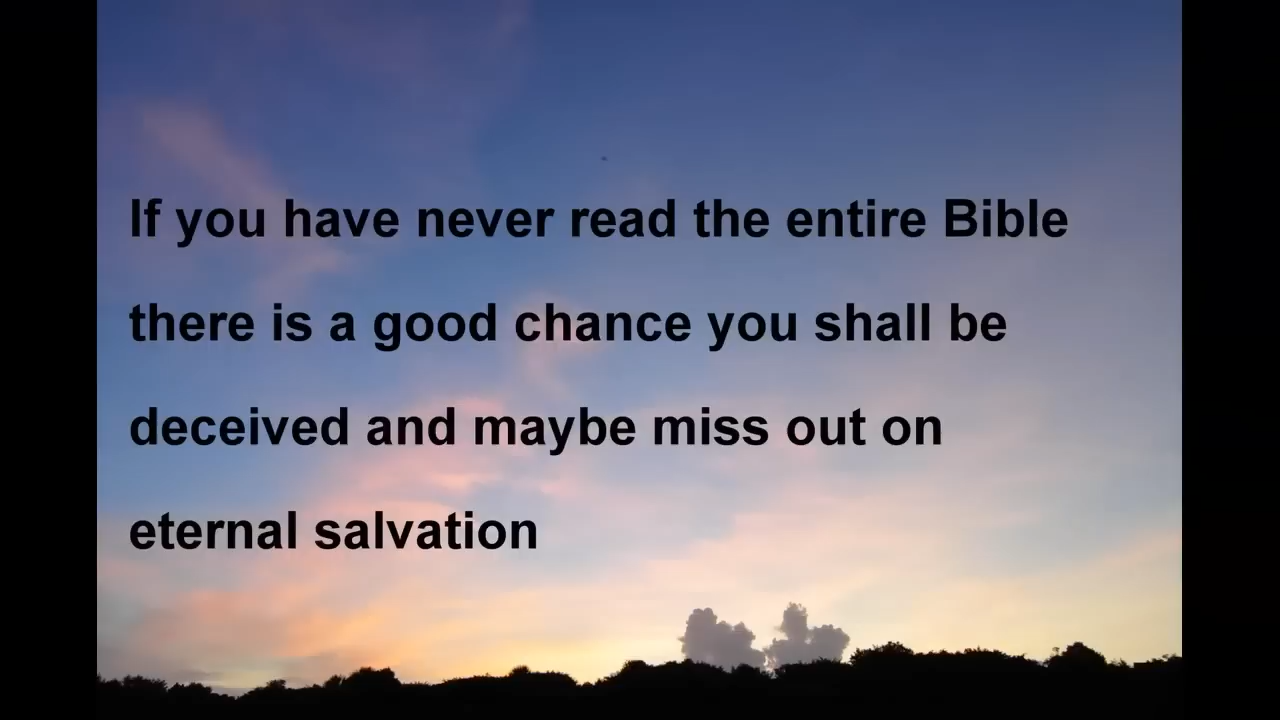 If you have never read the entire Bible
there is a good chance you shall be
deceived and maybe miss out on
eternal salvation